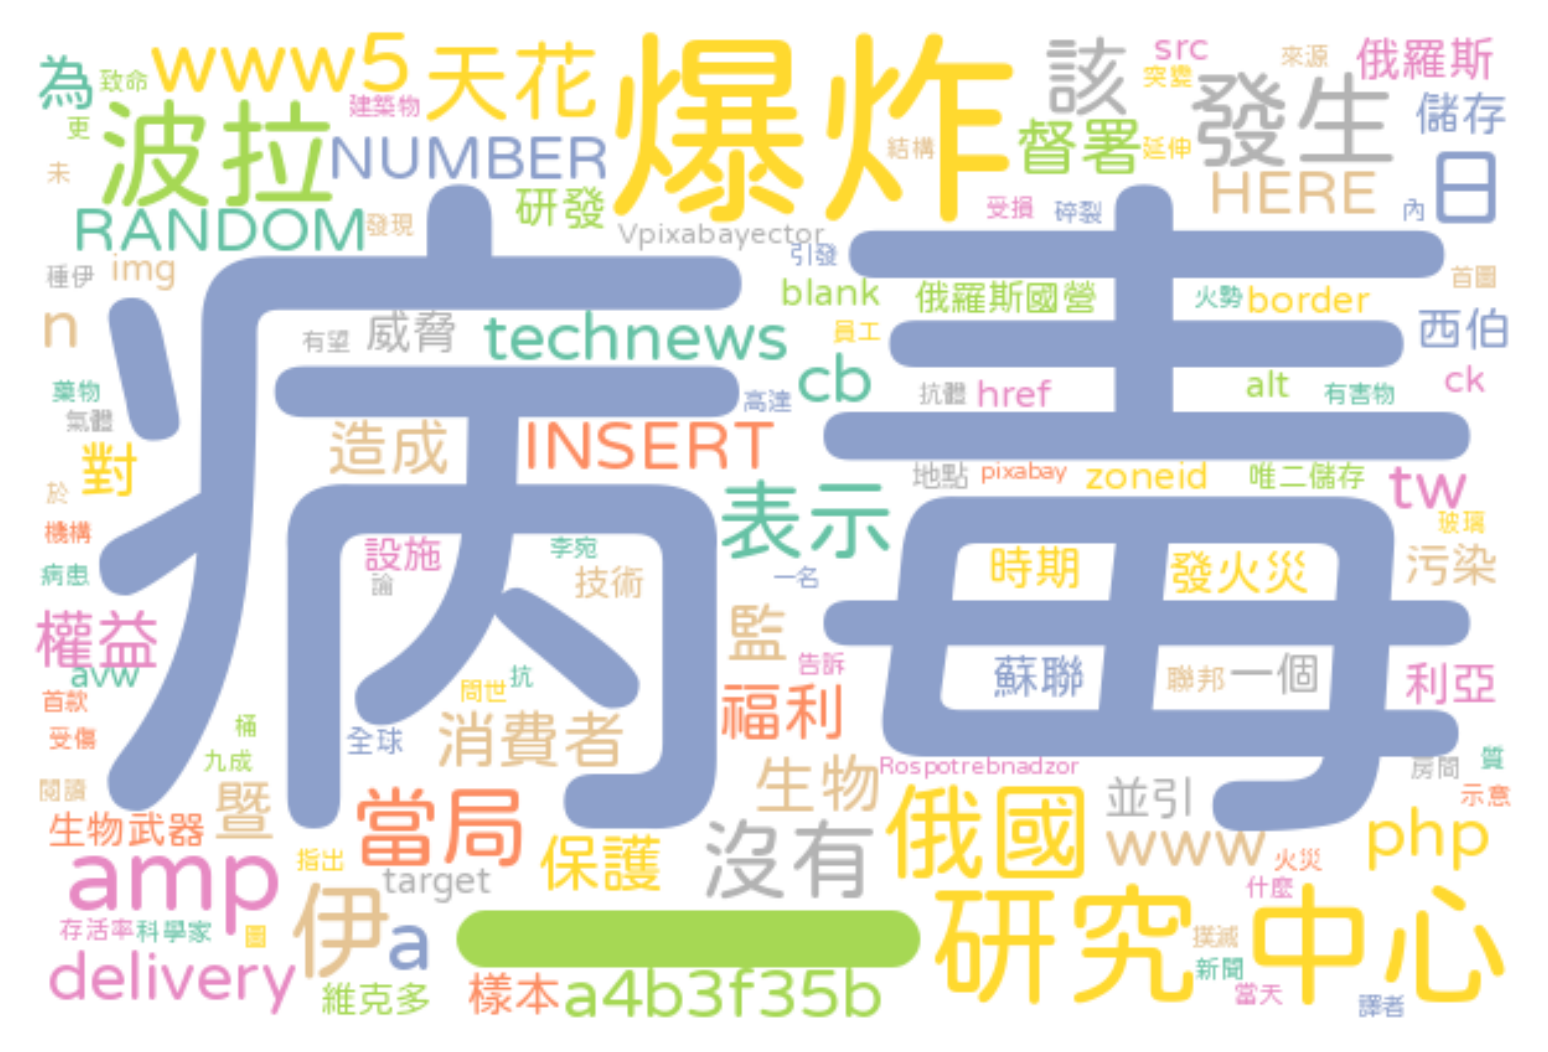 為
致命
www5
天花
爆炸
該
src
突變
來源
俄羅斯
更
波拉
建築物
NUMBER
結構
督署
延伸
發生
儲存
未
RANDOM
發現
研發
Vpixabayector
受損
碎裂
HERE
內
日
種伊
img
病毒
引發
blank
俄羅斯國營
火勢
border
首圖
n
有望
威脅
technews
員工
西伯
藥物
氣體
高達
cb
抗體
href
alt
有害物
ck
對
造成
INSERT
地點
pixabay
zoneid
唯二儲存
tw
於
機構
表示
玻璃
病患
設施
論
李宛
技術
一名
時期
發火災
污染
權益
avw
監
告訴
蘇聯
聯邦
一個
利亞
首款
問世
抗
福利
受傷
桶
全球
消費者
九成
生物
Rospotrebnadzor
房間
質
閱讀
暨
當局
並引
示意
生物武器
沒有
俄國
www
php
amp
指出
target
保護
火災
什麼
存活率
科學家
圖
伊
a
一
研究中心
撲滅
新聞
delivery
維克多
樣本
a4b3f35b
當天
譯者